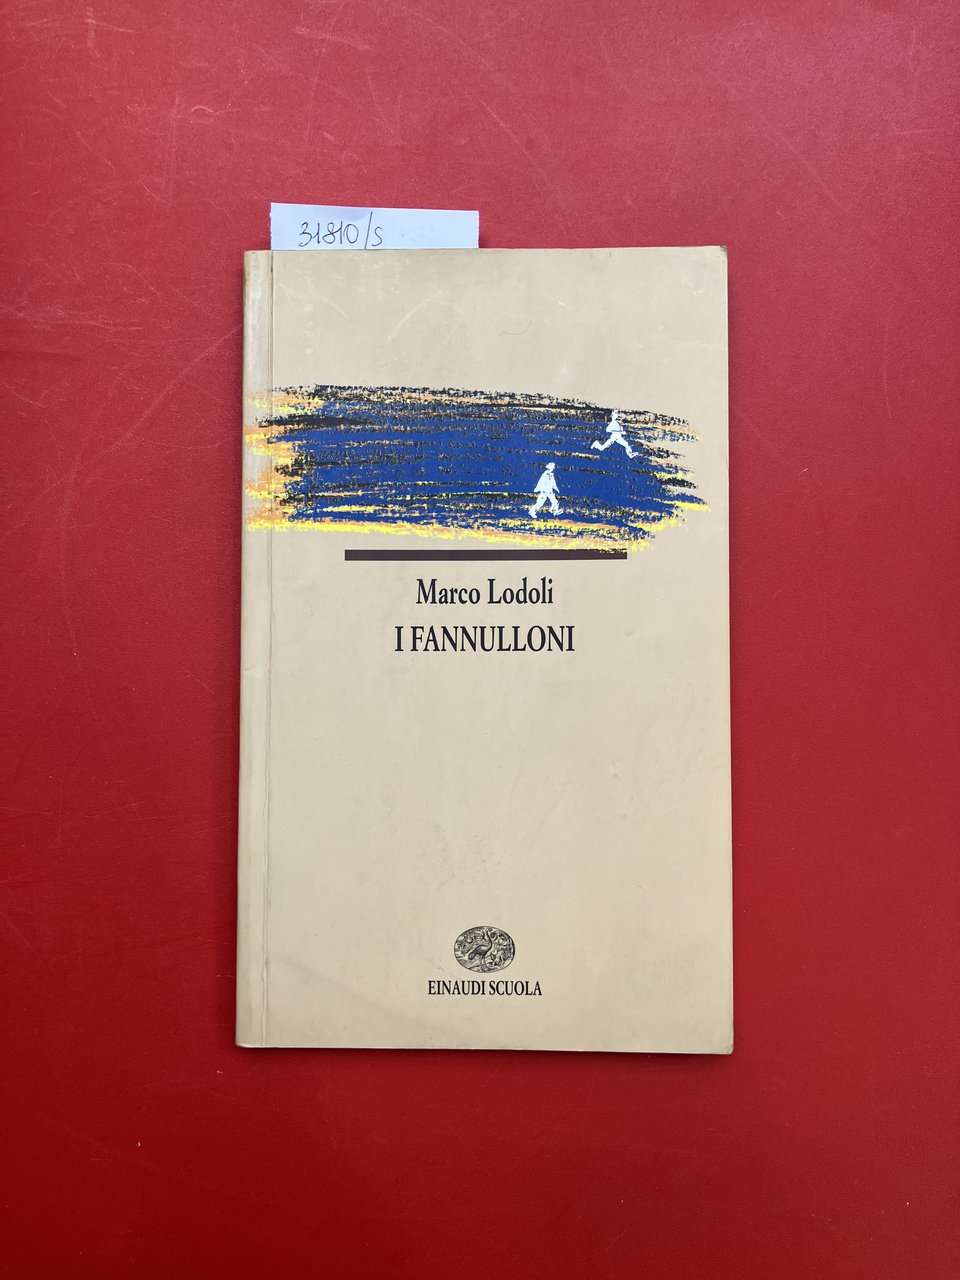 31810/s
Marco Lodoli
I FANNULLONI
EINAUDI SCUOLA